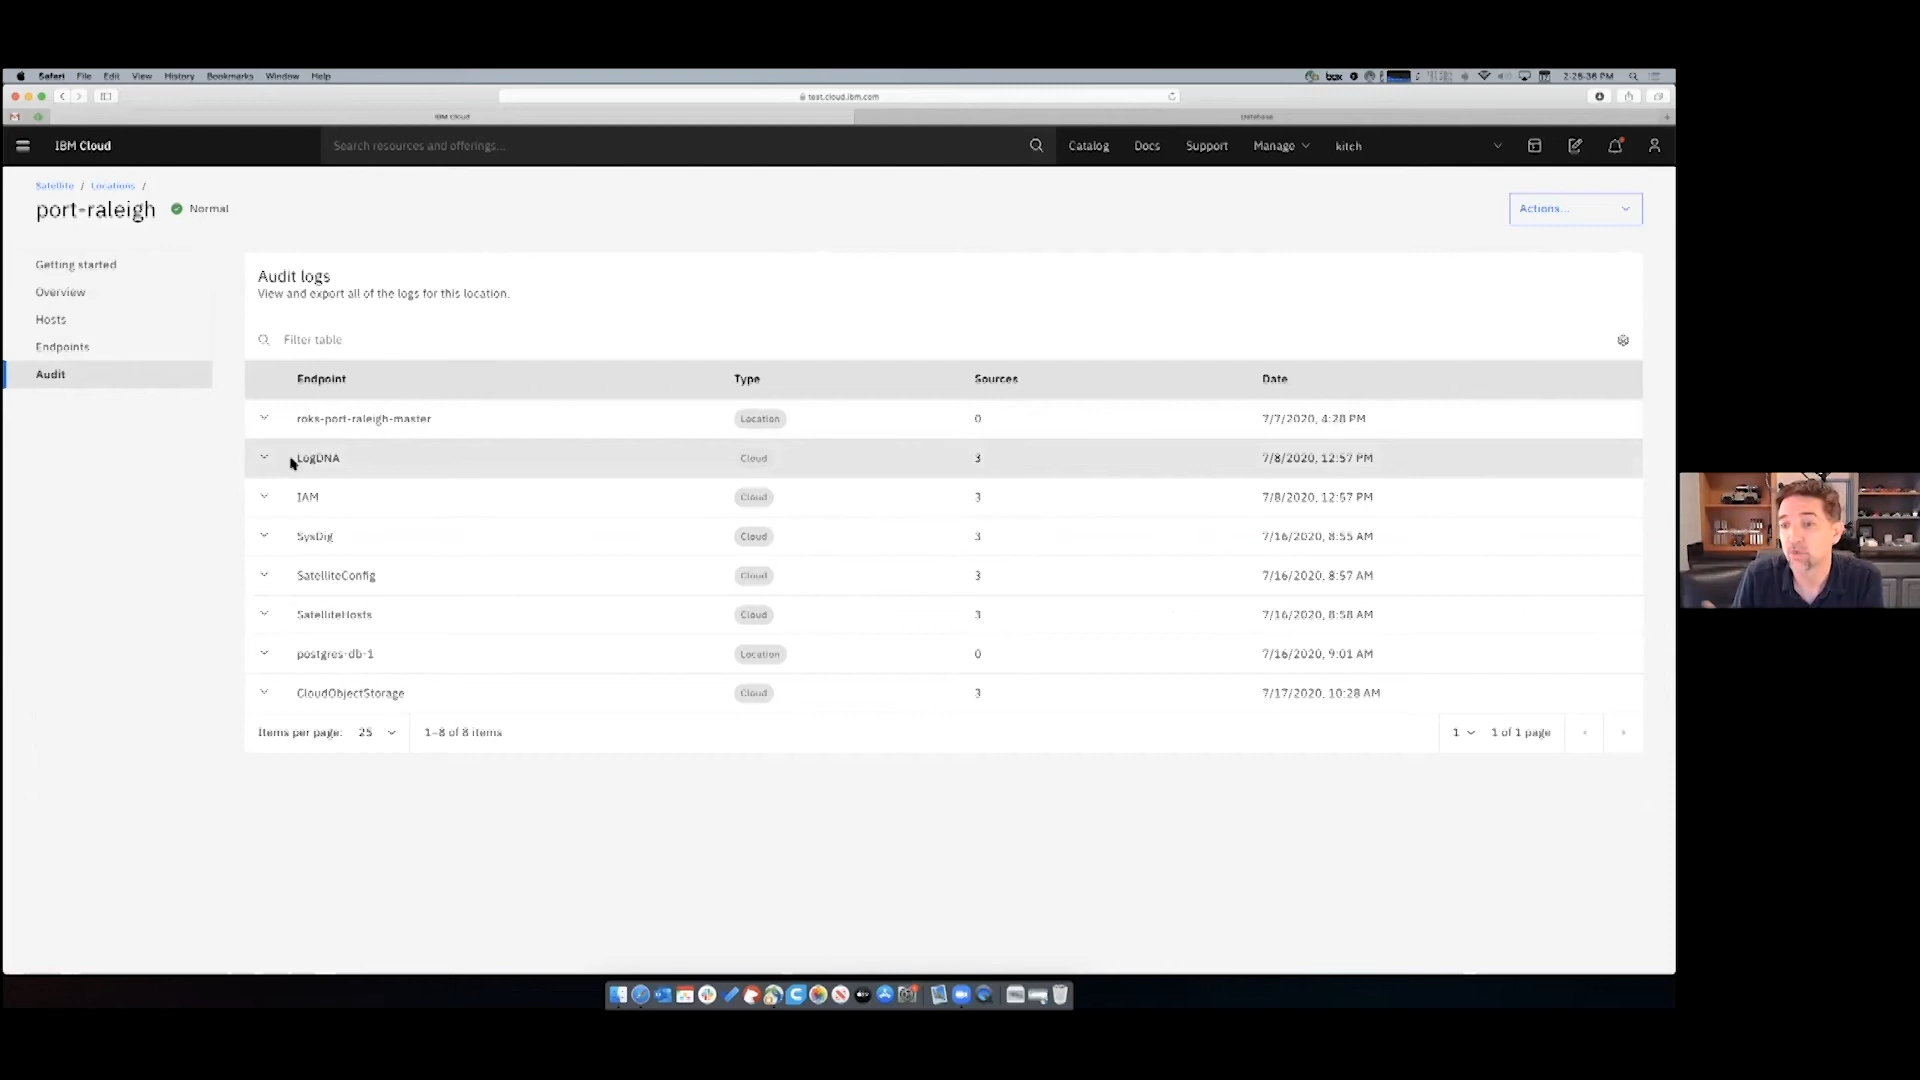 Safari File Edit View History Bookmarks Window Help
box 2:25:36 PM
test.cloud.ibm.com
IBM Cloud Database
IBM Cloud Search resources and offerings... Catalog Docs Support Manage kitch
Satellite / Locations /
port-raleigh Normal
Actions...
Getting started
Overview
Hosts
Endpoints
Audit
Audit logs
View and export all of the logs for this location.
Filter table
Endpoint Type Sources Date
roks-port-raleigh-master Location 0 7/7/2020, 4:28 PM
LogDNA Cloud 3 7/8/2020, 12:57 PM
IAM Cloud 3 7/8/2020, 12:57 PM
SysDig Cloud 3 7/16/2020, 8:55 AM
SatelliteConfig Cloud 3 7/16/2020, 8:57 AM
SatelliteHosts Cloud 3 7/16/2020, 8:58 AM
postgres-db-1 Location 0 7/16/2020, 9:01 AM
CloudObjectStorage Cloud 3 7/17/2020, 10:28 AM
Items per page: 25 1–8 of 8 items 1 1 of 1 page